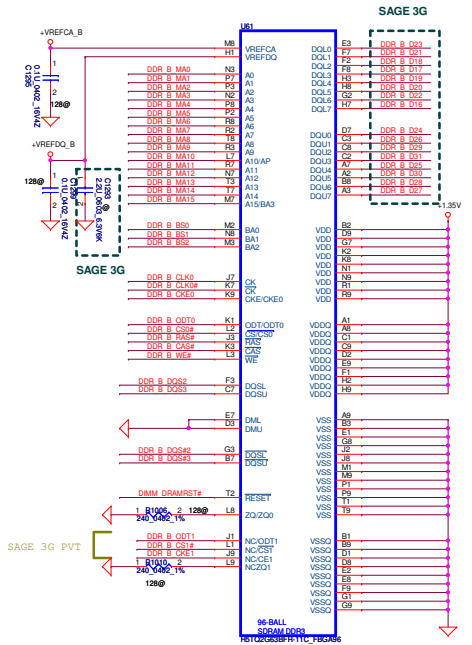 SAGE 3G
U61
+VREFCA_B
M8 VREFCA
H1 VREFDQ
DQL0 E3 DDR_B_D23
DQL1 F7 DDR_B_D21
DQL2 F2 DDR_B_D18
DQL3 F8 DDR_B_D17
DQL4 H3 DDR_B_D19
DQL5 H8 DDR_B_D20
DQL6 G2 DDR_B_D22
DQL7 H7 DDR_B_D16
DDR_B_MA0 N3 A0
DDR_B_MA1 P7 A1
DDR_B_MA2 P3 A2
DDR_B_MA3 N2 A3
DDR_B_MA4 P8 A4
DDR_B_MA5 P2 A5
DDR_B_MA6 R8 A6
DDR_B_MA7 R2 A7
DDR_B_MA8 T8 A8
DDR_B_MA9 R3 A9
DDR_B_MA10 L7 A10/AP
DDR_B_MA11 R7 A11
DDR_B_MA12 N7 A12
DDR_B_MA13 T3 A13
DDR_B_MA14 T7 A14
DDR_B_MA15 M7 A15/BA3
DQU0 D7 DDR_B_D24
DQU1 C3 DDR_B_D26
DQU2 C8 DDR_B_D29
DQU3 C2 DDR_B_D31
DQU4 A7 DDR_B_D25
DQU5 A2 DDR_B_D30
DQU6 B8 DDR_B_D28
DQU7 A3 DDR_B_D27
0.1U_0402_16V4Z
128@
+VREFDQ_B
128@
0.1U_0402_16V4Z
2.2U_0603_6.3V6K
SAGE 3G
+1.35V
DDR_B_BS0 M2 BA0
DDR_B_BS1 N8 BA1
DDR_B_BS2 M3 BA2
VDD B2
VDD D9
VDD G7
VDD K2
VDD K8
VDD N1
VDD N9
VDD R1
VDD R9
DDR_B_CLK0 J7 CK
DDR_B_CLK0# K7 CK
DDR_B_CKE0 K9 CKE/CKE0
DDR_B_ODT0 K1 ODT/ODT0
DDR_B_CS0# L2 CS/CS0
DDR_B_RAS# J3 RAS
DDR_B_CAS# K3 CAS
DDR_B_WE# L3 WE
VDDQ A1
VDDQ A8
VDDQ C1
VDDQ C9
VDDQ D2
VDDQ E9
VDDQ F1
VDDQ H2
VDDQ H9
DDR_B_DQS2 F3 DQSL
DDR_B_DQS3 C7 DQSU
E7 DML
D3 DMU
DDR_B_DQS#2 G3 DQSL
DDR_B_DQS#3 B7 DQSU
VSS A9
VSS B3
VSS E1
VSS G8
VSS J2
VSS J8
VSS M1
VSS M9
VSS P1
VSS P9
VSS T1
VSS T9
DIMM_DRAMRST# T2 RESET
1 R1006 2 128@ L8 ZQ/ZQ0
240_0402_1%
SAGE 3G PVT
DDR_B_ODT1 J1 NC/ODT1
DDR_B_CS1# L1 NC/CS1
DDR_B_CKE1 J9 NC/CE1
1 R1010 2 L9 NCZQ1
240_0402_1%
128@
VSSQ B1
VSSQ B9
VSSQ D1
VSSQ D8
VSSQ E2
VSSQ E8
VSSQ F9
VSSQ G1
VSSQ G9
96-BALL
SDRAM DDR3
H5TQ2G63BFR-11C_FBGA96